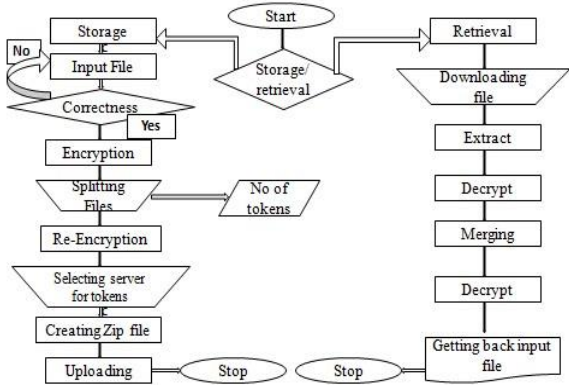 Start
Storage/
retrieval
Storage
No
Input File
Correctness
Yes
Encryption
Splitting
Files
No of
tokens
Re-Encryption
Selecting server
for tokens
Creating Zip file
Uploading
Stop
Retrieval
Downloading
file
Extract
Decrypt
Merging
Decrypt
Getting back input
file
Stop